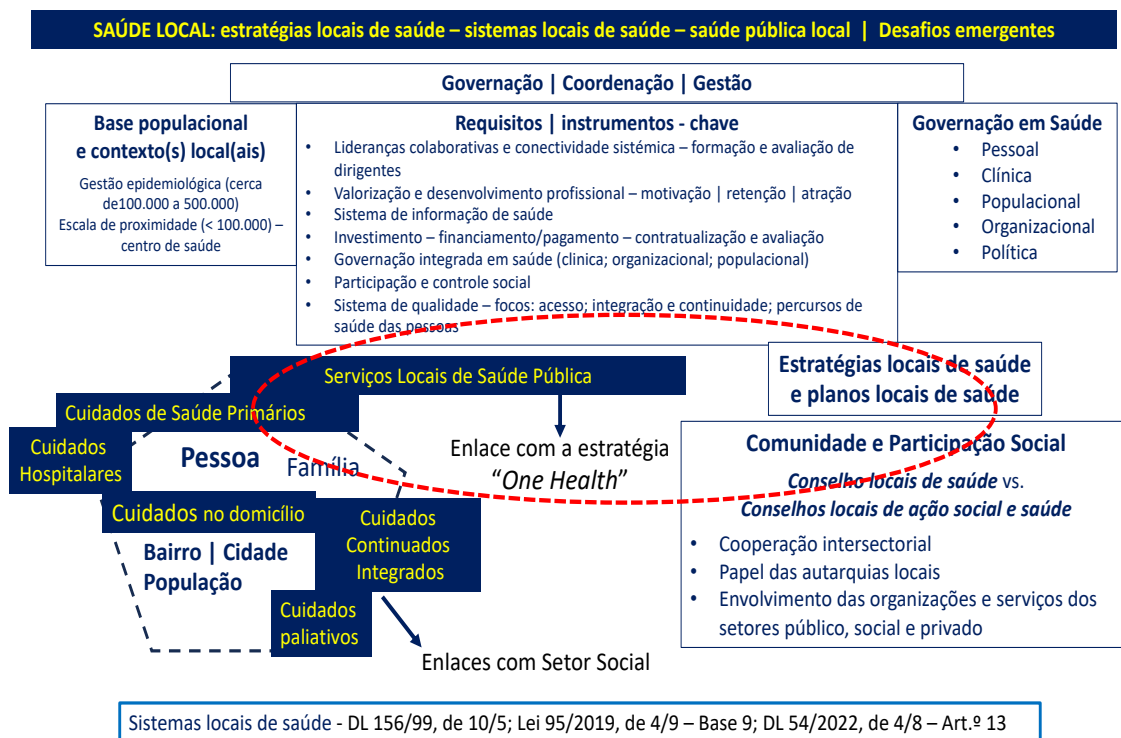 SAÚDE LOCAL: estratégias locais de saúde – sistemas locais de saúde – saúde pública local | Desafios emergentes
Governação | Coordenação | Gestão
Base populacional
e contexto(s) local(ais)
Gestão epidemiológica (cerca
de100.000 a 500.000)
Escala de proximidade (< 100.000) –
centro de saúde
Requisitos | instrumentos - chave
• Lideranças colaborativas e conectividade sistémica – formação e avaliação de
dirigentes
• Valorização e desenvolvimento profissional – motivação | retenção | atração
• Sistema de informação de saúde
• Investimento – financiamento/pagamento – contratualização e avaliação
• Governação integrada em saúde (clinica; organizacional; populacional)
• Participação e controle social
• Sistema de qualidade – focos: acesso; integração e continuidade; percursos de
saúde das pessoas
Governação em Saúde
• Pessoal
• Clínica
• Populacional
• Organizacional
• Política
Serviços Locais de Saúde Pública
Estratégias locais de saúde
e planos locais de saúde
Cuidados de Saúde Primários
Cuidados
Hospitalares
Pessoa
Família
Enlace com a estratégia
“One Health”
Cuidados no domicílio
Cuidados
Continuados
Integrados
Bairro | Cidade
População
Cuidados
paliativos
Enlaces com Setor Social
Comunidade e Participação Social
Conselho locais de saúde vs.
Conselhos locais de ação social e saúde
• Cooperação intersectorial
• Papel das autarquias locais
• Envolvimento das organizações e serviços dos
setores público, social e privado
Sistemas locais de saúde - DL 156/99, de 10/5; Lei 95/2019, de 4/9 – Base 9; DL 54/2022, de 4/8 – Art.º 13